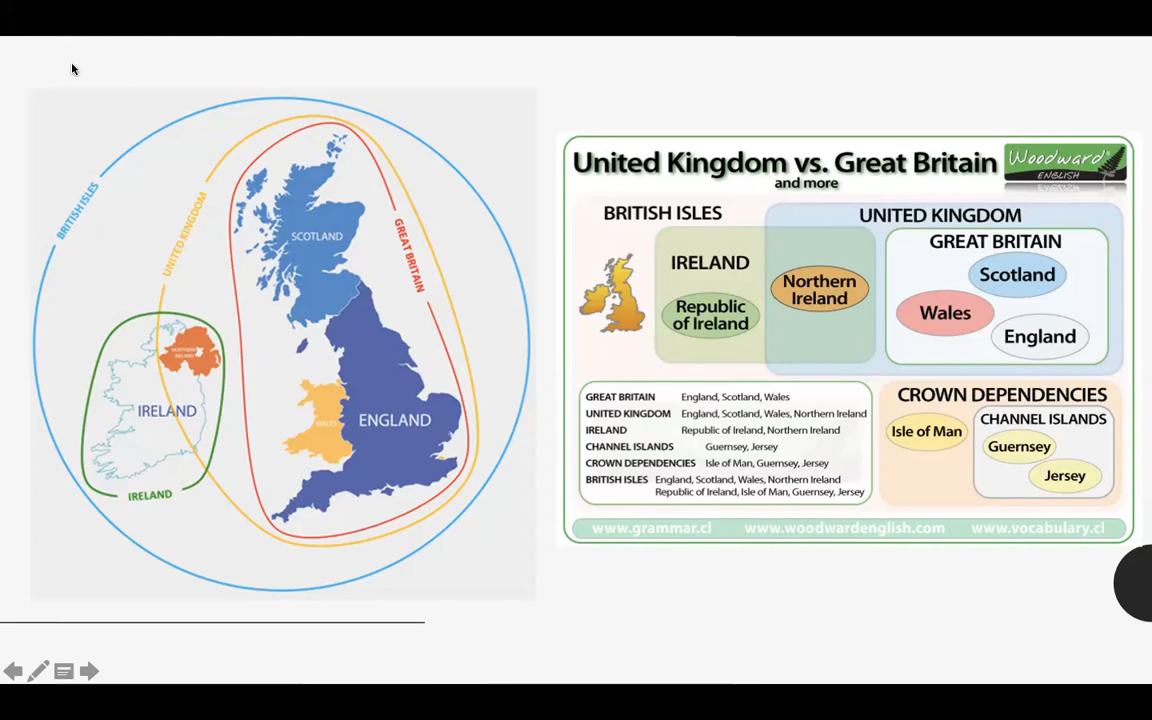 BRITISH ISLES
UNITED KINGDOM
GREAT BRITAIN
SCOTLAND
NORTHERN
IRELAND
IRELAND
WALES
ENGLAND
IRELAND
United Kingdom vs. Great Britain
and more
Woodward®
ENGLISH
BRITISH ISLES
UNITED KINGDOM
GREAT BRITAIN
IRELAND
Scotland
Northern
Ireland
Republic
of Ireland
Wales
England
GREAT BRITAIN England, Scotland, Wales
UNITED KINGDOM England, Scotland, Wales, Northern Ireland
IRELAND Republic of Ireland, Northern Ireland
CHANNEL ISLANDS Guernsey, Jersey
CROWN DEPENDENCIES Isle of Man, Guernsey, Jersey
BRITISH ISLES England, Scotland, Wales, Northern Ireland
Republic of Ireland, Isle of Man, Guernsey, Jersey
CROWN DEPENDENCIES
CHANNEL ISLANDS
Isle of Man
Guernsey
Jersey
www.grammar.cl www.woodwardenglish.com www.vocabulary.cl